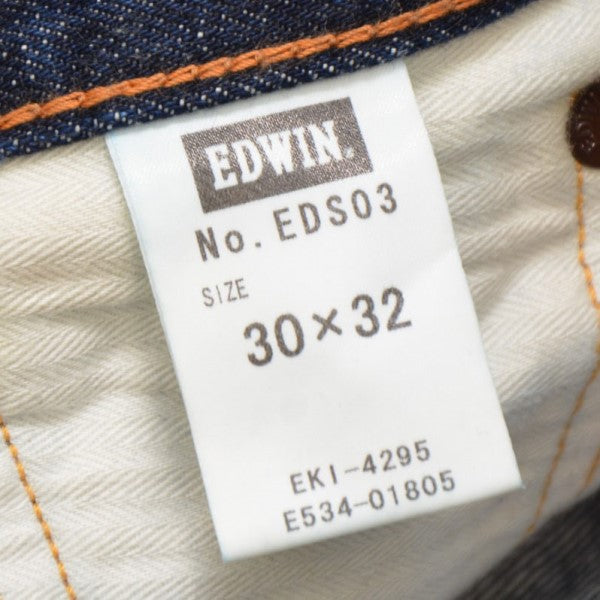 EDWIN.
No. EDS03
SIZE
30×32
EKI-4295
E534-01805